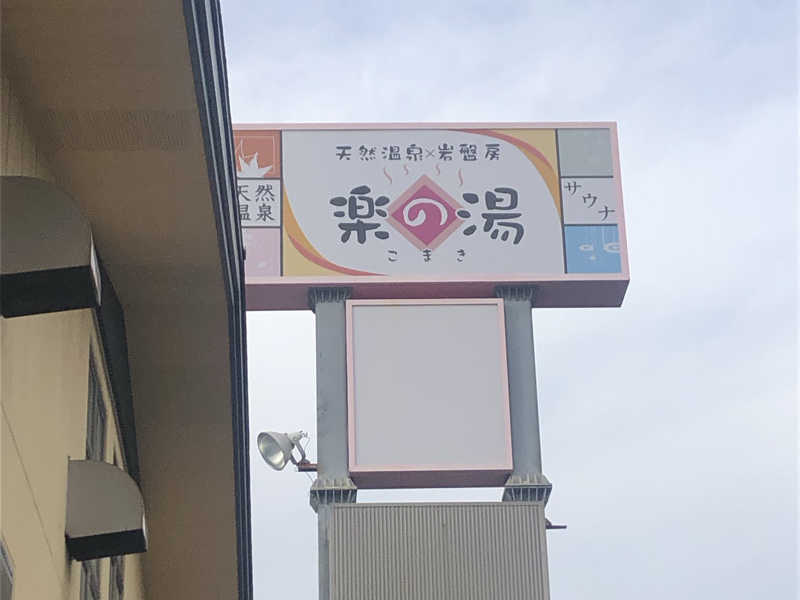 天然温泉×岩盤房
楽の湯
こまき
天然
温泉
サウナ